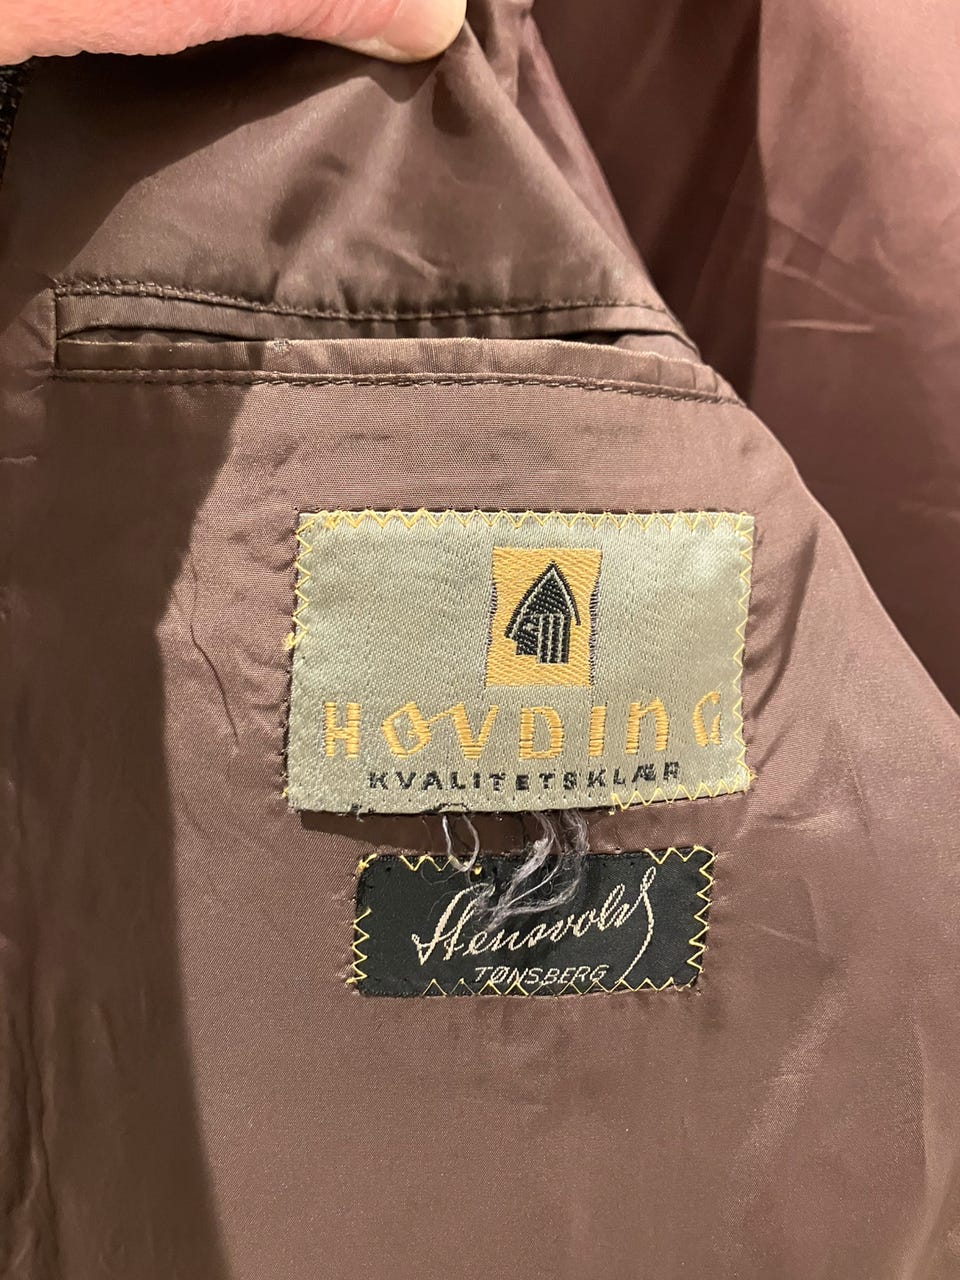 HØVDING
KVALITETSKLÆR
Stensvold
TØNSBERG